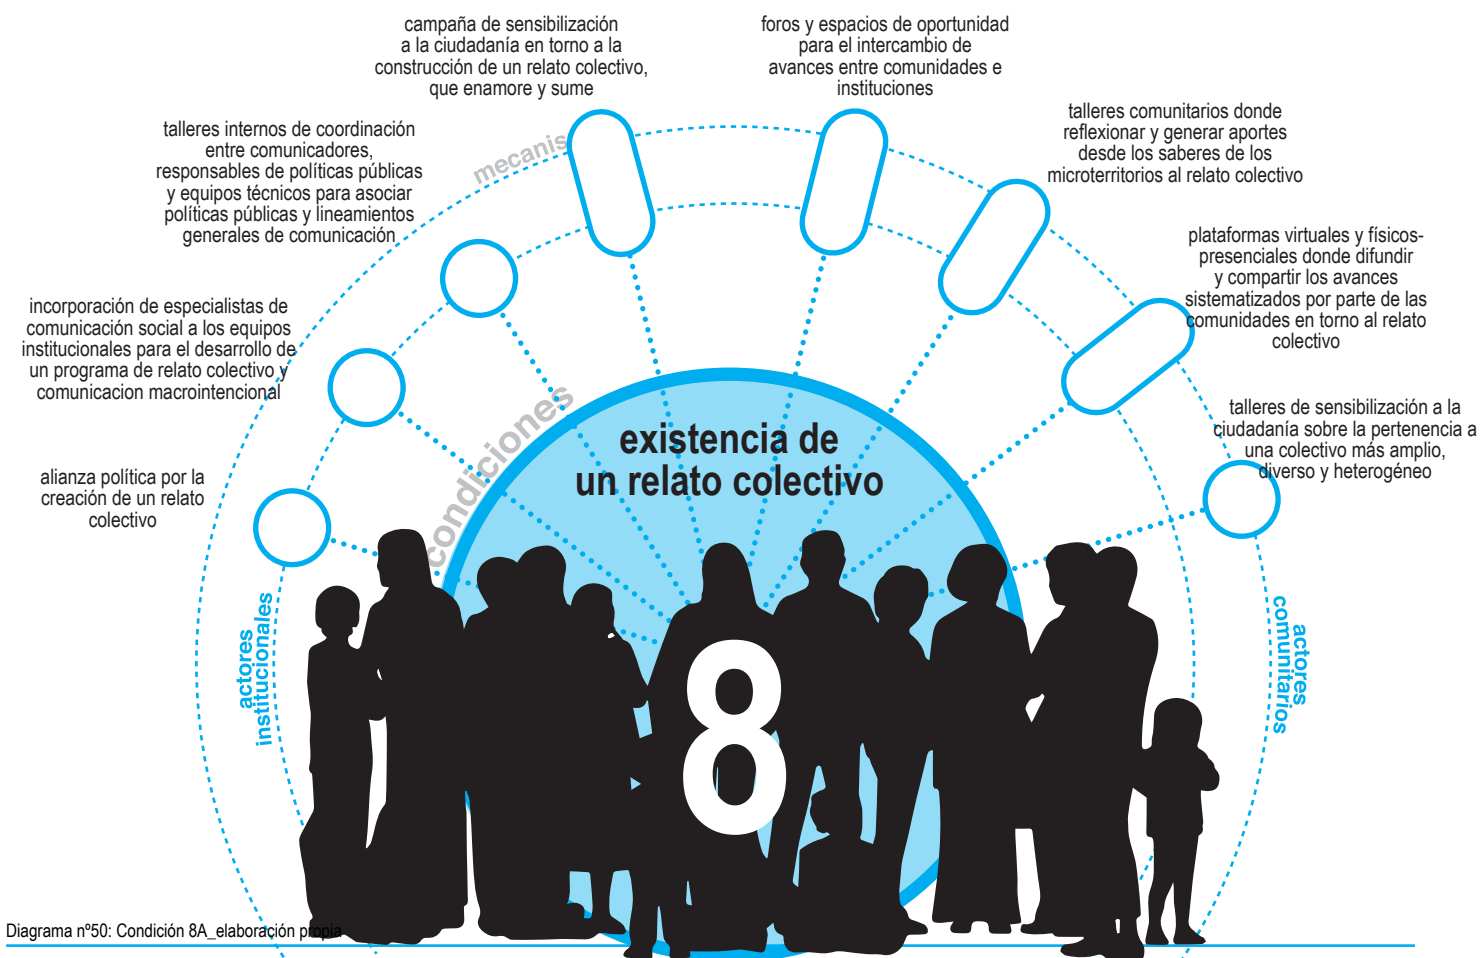 campaña de sensibilización
a la ciudadanía en torno a la
construcción de un relato colectivo,
que enamore y sume
foros y espacios de oportunidad
para el intercambio de
avances entre comunidades e
instituciones
talleres comunitarios donde
reflexionar y generar aportes
desde los saberes de los
microterritorios al relato colectivo
talleres internos de coordinación
entre comunicadores,
responsables de políticas públicas
y equipos técnicos para asociar
políticas públicas y lineamientos
generales de comunicación
mecanis
plataformas virtuales y físicos-
presenciales donde difundir
y compartir los avances
sistematizados por parte de las
comunidades en torno al relato
colectivo
incorporación de especialistas de
comunicación social a los equipos
institucionales para el desarrollo de
un programa de relato colectivo y
comunicacion macrointencional
condiciones
existencia de
un relato colectivo
talleres de sensibilización a la
ciudadanía sobre la pertenencia a
una colectivo más amplio,
diverso y heterogéneo
alianza política por la
creación de un relato
colectivo
actores
institucionales
actores
comunitarios
8
Diagrama nº50: Condición 8A_elaboración propia